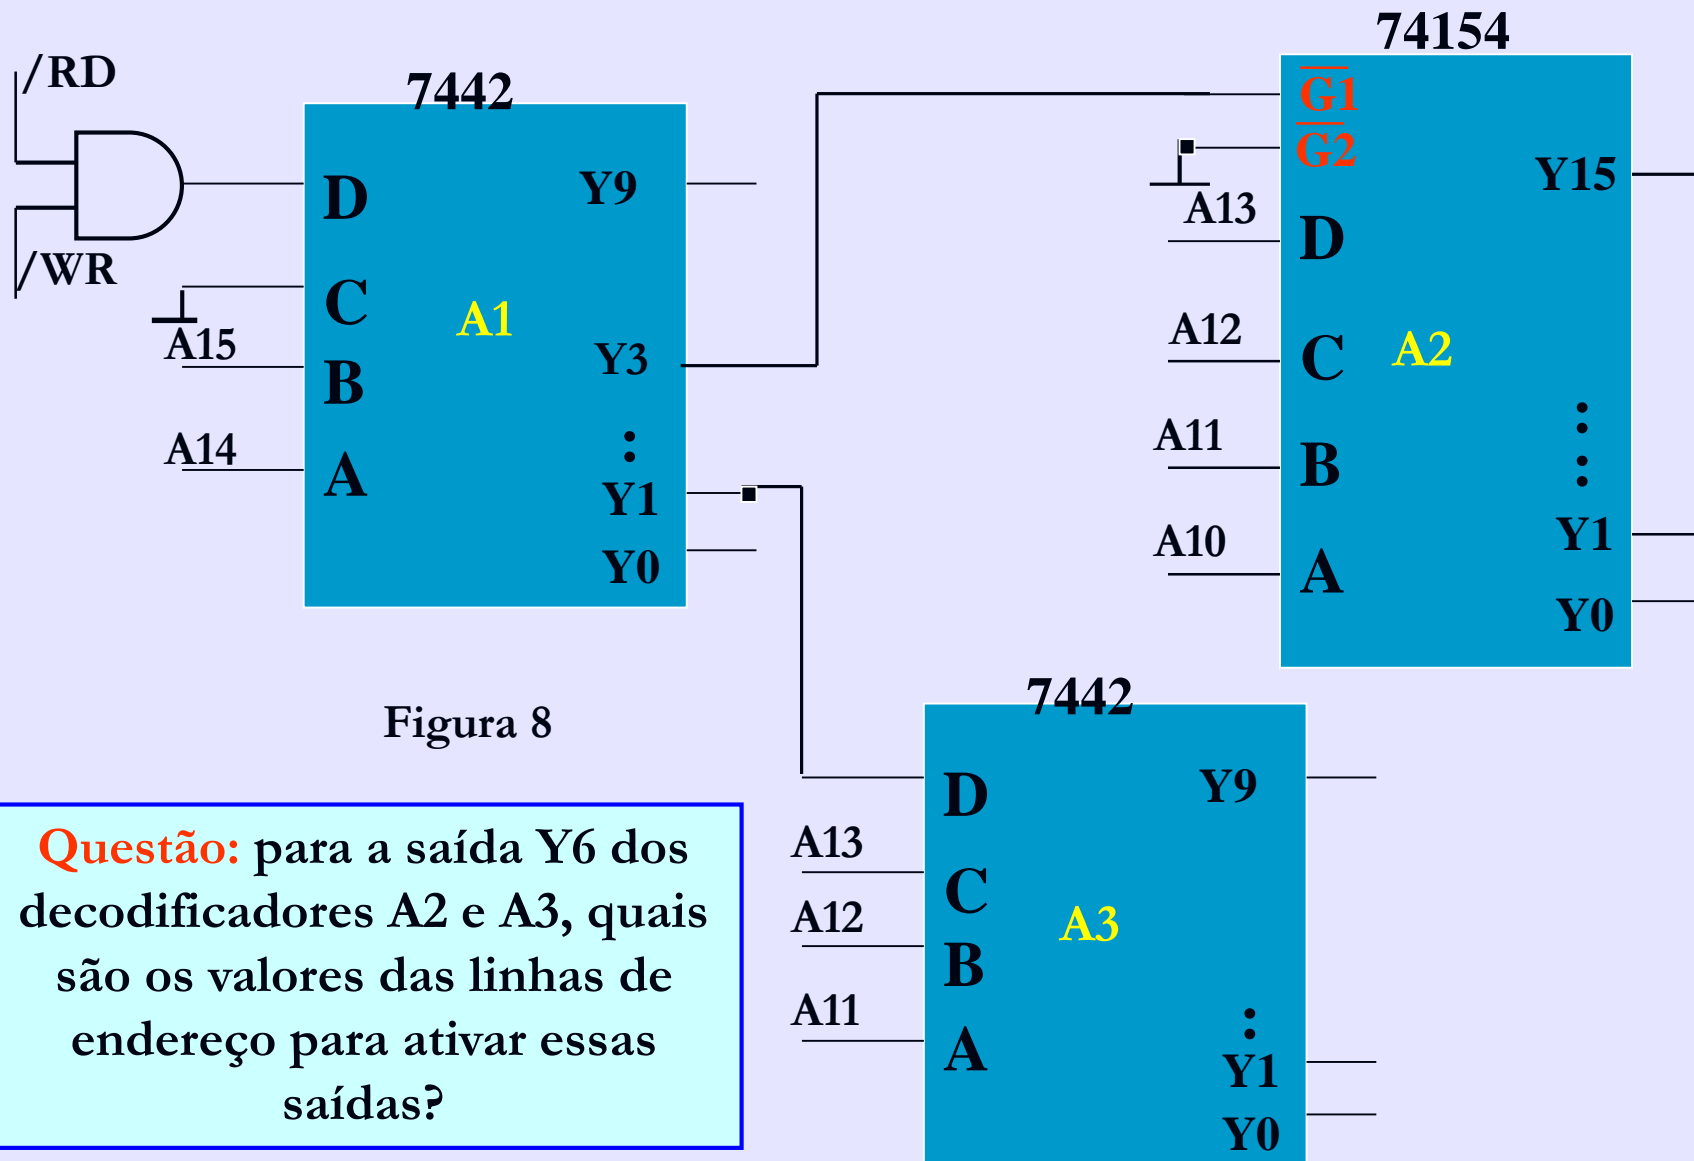 /RD
/WR
7442
D
C
B
A
A15
A14
A1
Y9
Y3
Y1
Y0
74154
G1
G2
D
C
B
A
A13
A12
A11
A10
A2
Y15
Y1
Y0
Figura 8
7442
D
C
B
A
A13
A12
A11
A3
Y9
Y1
Y0
Questão: para a saída Y6 dos
decodificadores A2 e A3, quais
são os valores das linhas de
endereço para ativar essas
saídas?